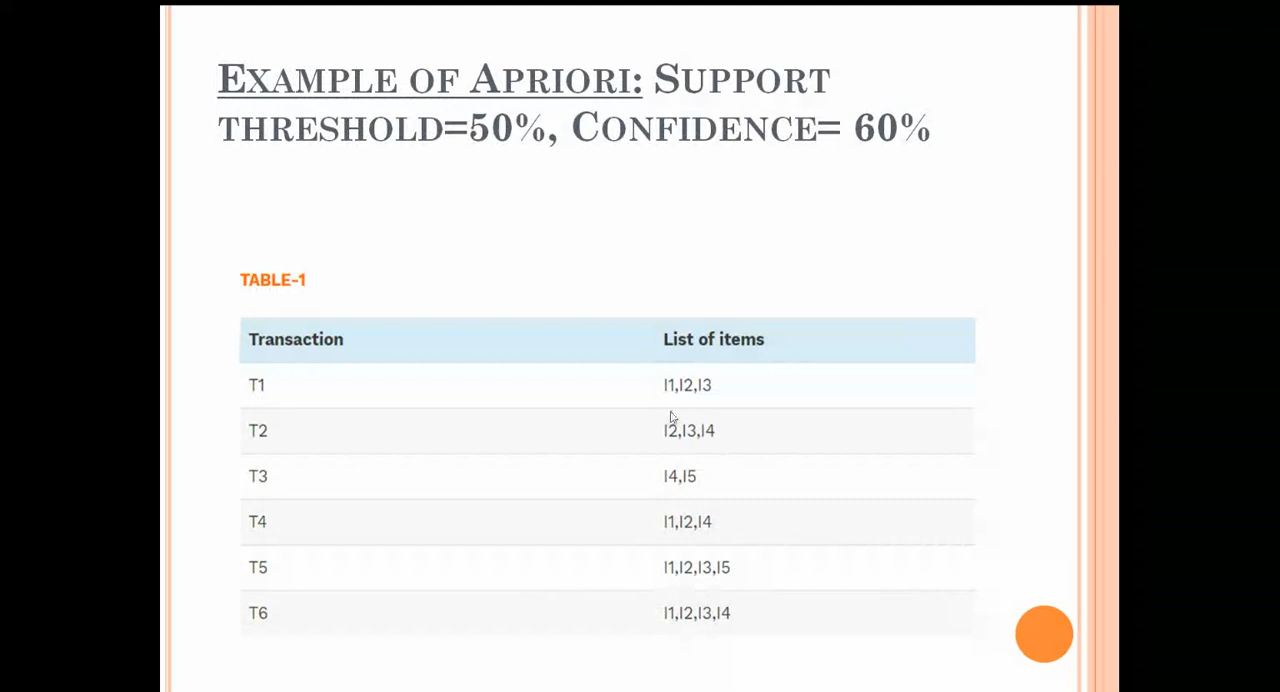 EXAMPLE OF APRIORI: SUPPORT
THRESHOLD=50%, CONFIDENCE= 60%
TABLE-1
Transaction List of items
T1 I1,I2,I3
T2 I2,I3,I4
T3 I4,I5
T4 I1,I2,I4
T5 I1,I2,I3,I5
T6 I1,I2,I3,I4